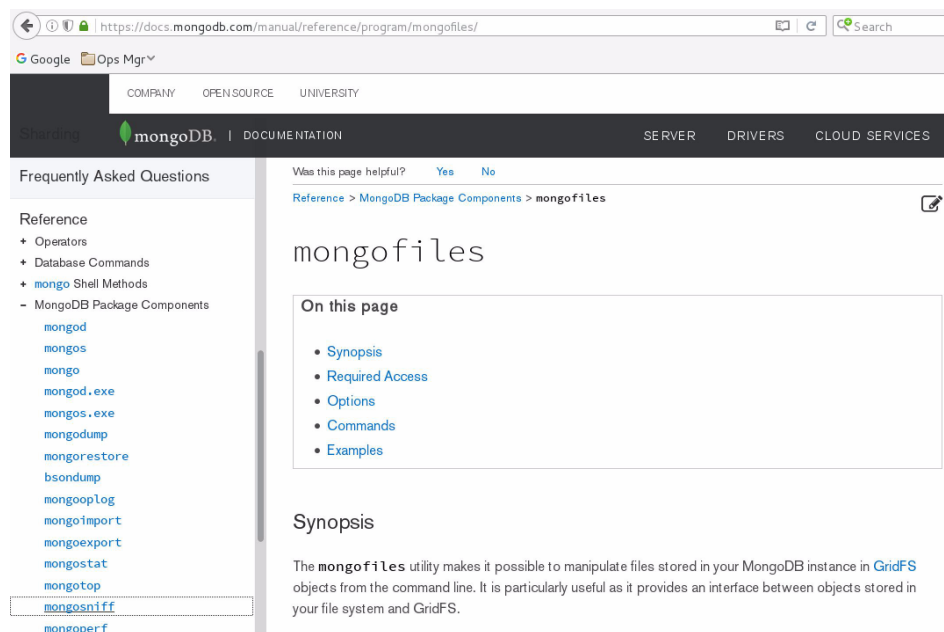 https://docs.mongodb.com/manual/reference/program/mongofiles/
Search
Google
Ops Mgr
COMPANY OPEN SOURCE UNIVERSITY
Sharding
mongoDB. | DOCUMENTATION
SERVER DRIVERS CLOUD SERVICES
Frequently Asked Questions
Reference
+ Operators
+ Database Commands
+ mongo Shell Methods
- MongoDB Package Components
mongod
mongos
mongo
mongod.exe
mongos.exe
mongodump
mongorestore
bsondump
mongooplog
mongoimport
mongoexport
mongostat
mongotop
mongosniff
mongoperf
Was this page helpful? Yes No
Reference > MongoDB Package Components > mongofiles
mongofiles
On this page
• Synopsis
• Required Access
• Options
• Commands
• Examples
Synopsis
The mongofiles utility makes it possible to manipulate files stored in your MongoDB instance in GridFS
objects from the command line. It is particularly useful as it provides an interface between objects stored in
your file system and GridFS.